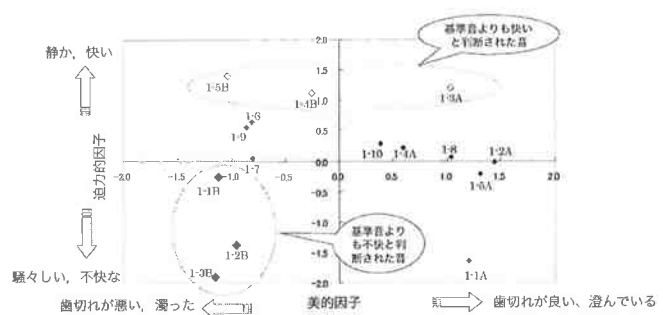 2.0
基準音よりも快い
と判断された音
静か，快い
1.5
1-5B
1-4B
1.0
1-3A
1-6
1-9
0.5
1-10
1-4A
1-8
1-2A
1-7
0.0
迫力的因子
-2.0
-1.5
-1.0
-0.5
0.0
0.5
1.0
1.5
2.0
1-1B
1-5A
-0.5
-1.0
基準音より
も不快と判
断された音
1-2B
-1.5
1-3B
1-1A
騒々しい，不快な
-2.0
歯切れが悪い，濁った
美的因子
歯切れが良い，澄んでいる